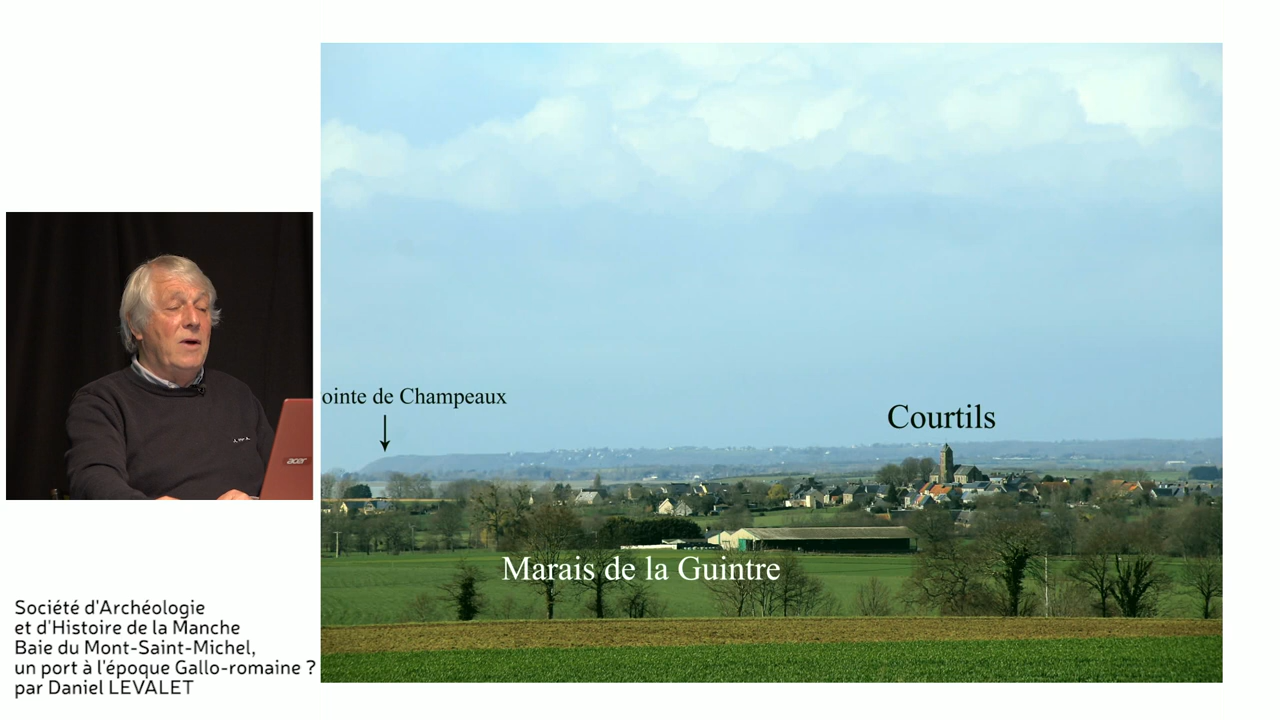 ointe de Champeaux
Courtils
Marais de la Guintre
acer
Société d'Archéologie
et d'Histoire de la Manche
Baie du Mont-Saint-Michel,
un port à l'époque Gallo-romaine ?
par Daniel LEVALET